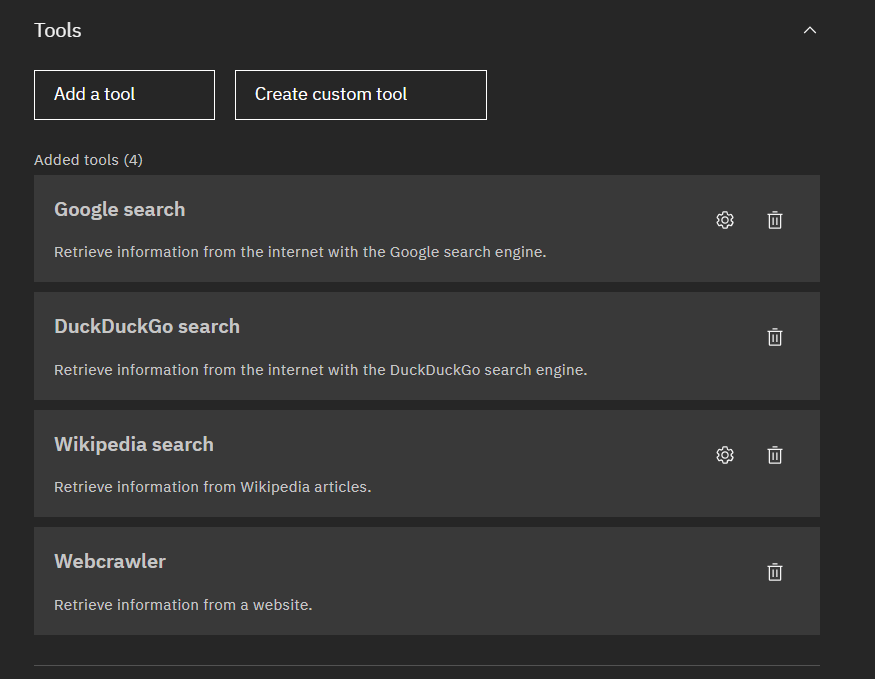 Tools
Add a tool
Create custom tool
Added tools (4)
Google search
Retrieve information from the internet with the Google search engine.
DuckDuckGo search
Retrieve information from the internet with the DuckDuckGo search engine.
Wikipedia search
Retrieve information from Wikipedia articles.
Webcrawler
Retrieve information from a website.